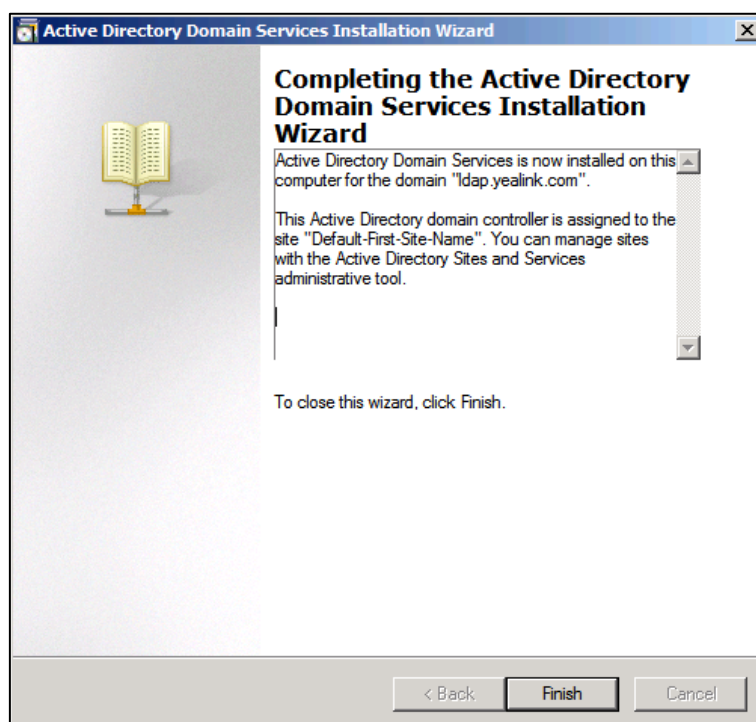 Active Directory Domain Services Installation Wizard
Completing the Active Directory
Domain Services Installation
Wizard
Active Directory Domain Services is now installed on this
computer for the domain "ldap.yealink.com".
This Active Directory domain controller is assigned to the
site "Default-First-Site-Name". You can manage sites
with the Active Directory Sites and Services
administrative tool.
To close this wizard, click Finish.
< Back
Finish
Cancel